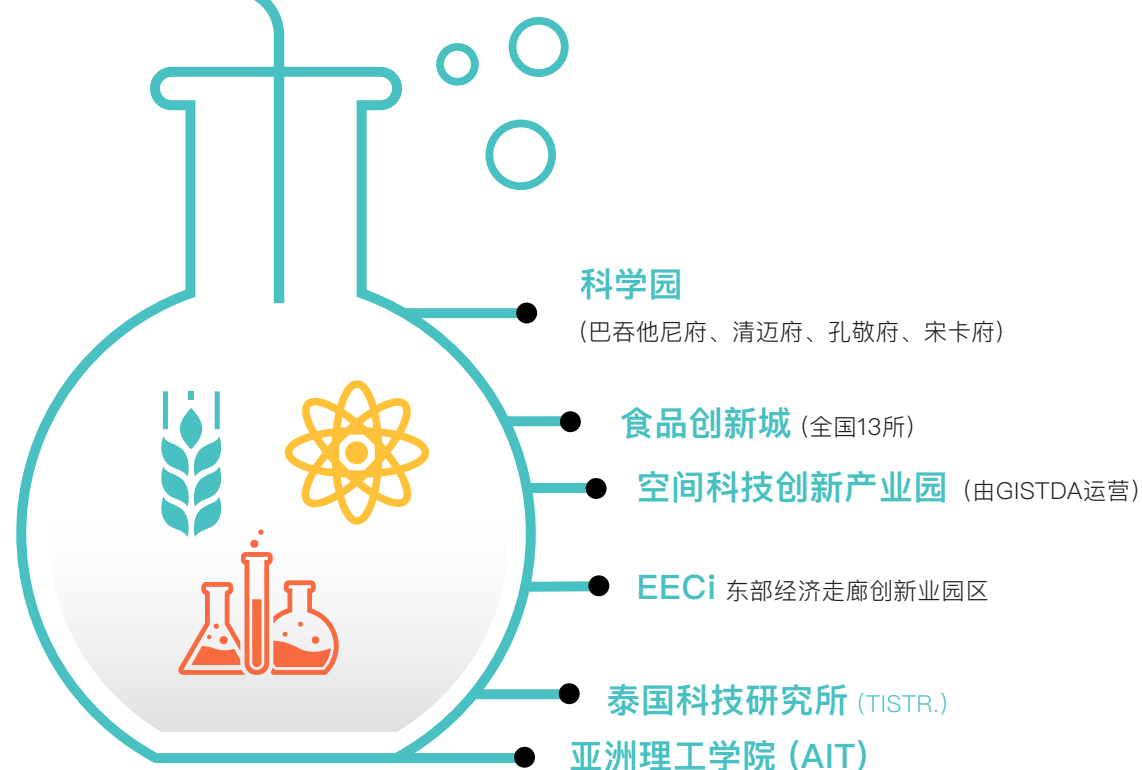 科学园
(巴吞他尼府、清迈府、孔敬府、宋卡府)
食品创新城 (全国13所)
空间科技创新产业园 (由GISTDA运营)
EECi 东部经济走廊创新业园区
泰国科技研究所 (TISTR.)
亚洲理工学院 (AIT)